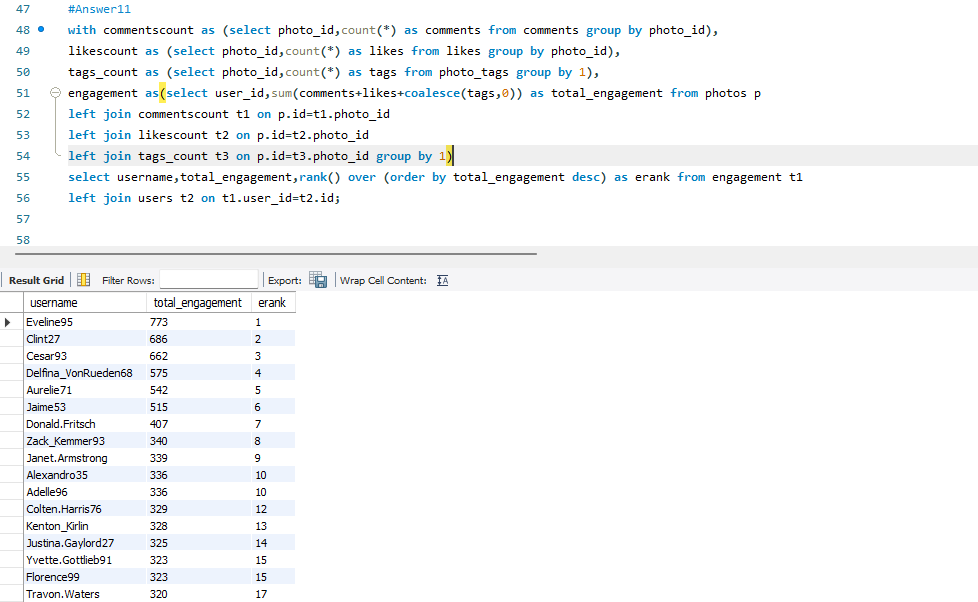 47 #Answer11
48 with commentscount as (select photo_id,count(*) as comments from comments group by photo_id),
49 likescount as (select photo_id,count(*) as likes from likes group by photo_id),
50 tags_count as (select photo_id,count(*) as tags from photo_tags group by 1),
51 engagement as(select user_id,sum(comments+likes+coalesce(tags,0)) as total_engagement from photos p
52 left join commentscount t1 on p.id=t1.photo_id
53 left join likescount t2 on p.id=t2.photo_id
54 left join tags_count t3 on p.id=t3.photo_id group by 1)
55 select username,total_engagement,rank() over (order by total_engagement desc) as erank from engagement t1
56 left join users t2 on t1.user_id=t2.id;
57
58
Result Grid Filter Rows: Export: Wrap Cell Content: IA
username total_engagement erank
Eveline95 773 1
Clint27 686 2
Cesar93 662 3
Delfina_VonRueden68 575 4
Aurelie71 542 5
Jaime53 515 6
Donald.Fritsch 407 7
Zack_Kemmer93 340 8
Janet.Armstrong 339 9
Alexandro35 336 10
Adelle96 336 10
Colten.Harris76 329 12
Kenton_Kirlin 328 13
Justina.Gaylord27 325 14
Yvette.Gottlieb91 323 15
Florence99 323 15
Travon.Waters 320 17